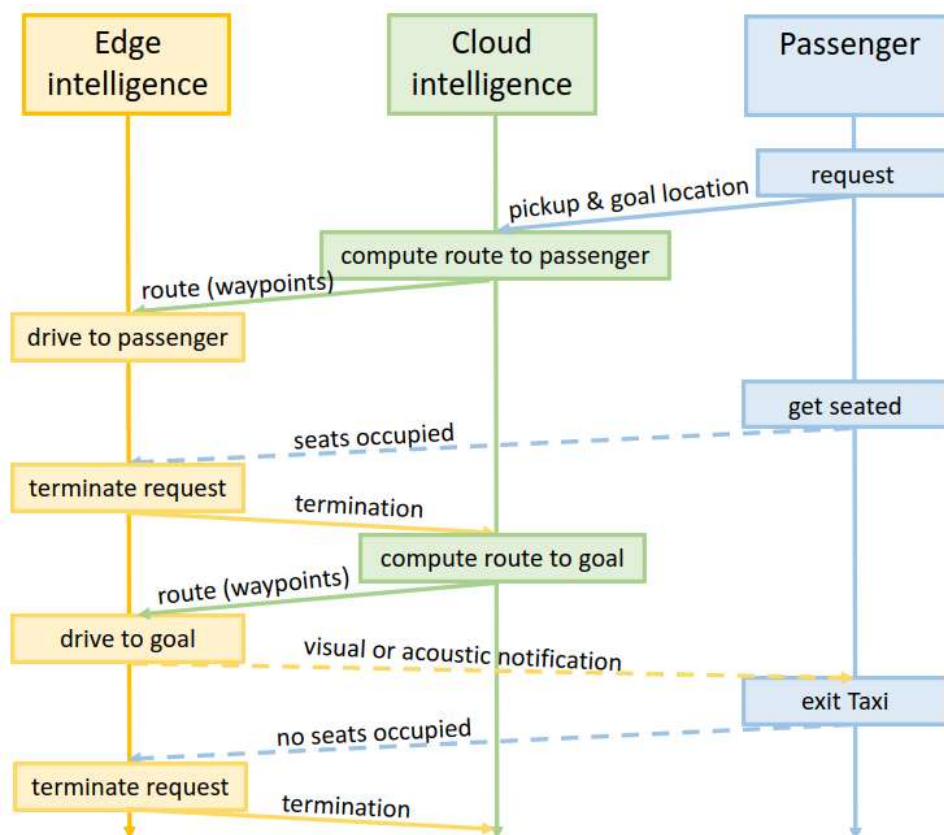 Edge
intelligence
Cloud
intelligence
Passenger
request
pickup & goal location
compute route to passenger
route (waypoints)
drive to passenger
get seated
seats occupied
terminate request
termination
compute route to goal
route (waypoints)
drive to goal
visual or acoustic notification
exit Taxi
no seats occupied
terminate request
termination